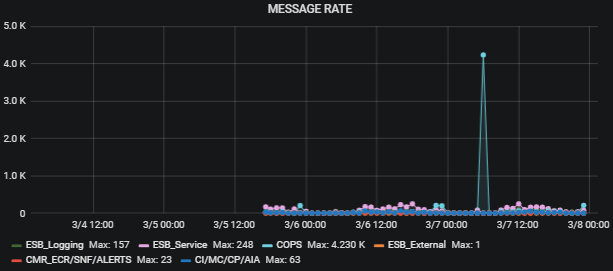 MESSAGE RATE
5.0 K
4.0 K
3.0 K
2.0 K
1.0 K
0
3/4 12:00 3/5 00:00 3/5 12:00 3/6 00:00 3/6 12:00 3/7 00:00 3/7 12:00 3/8 00:00
ESB_Logging Max: 157 ESB_Service Max: 248 COPS Max: 4.230 K ESB_External Max: 1
CMR_ECR/SNF/ALERTS Max: 23 CI/MC/CP/AIA Max: 63